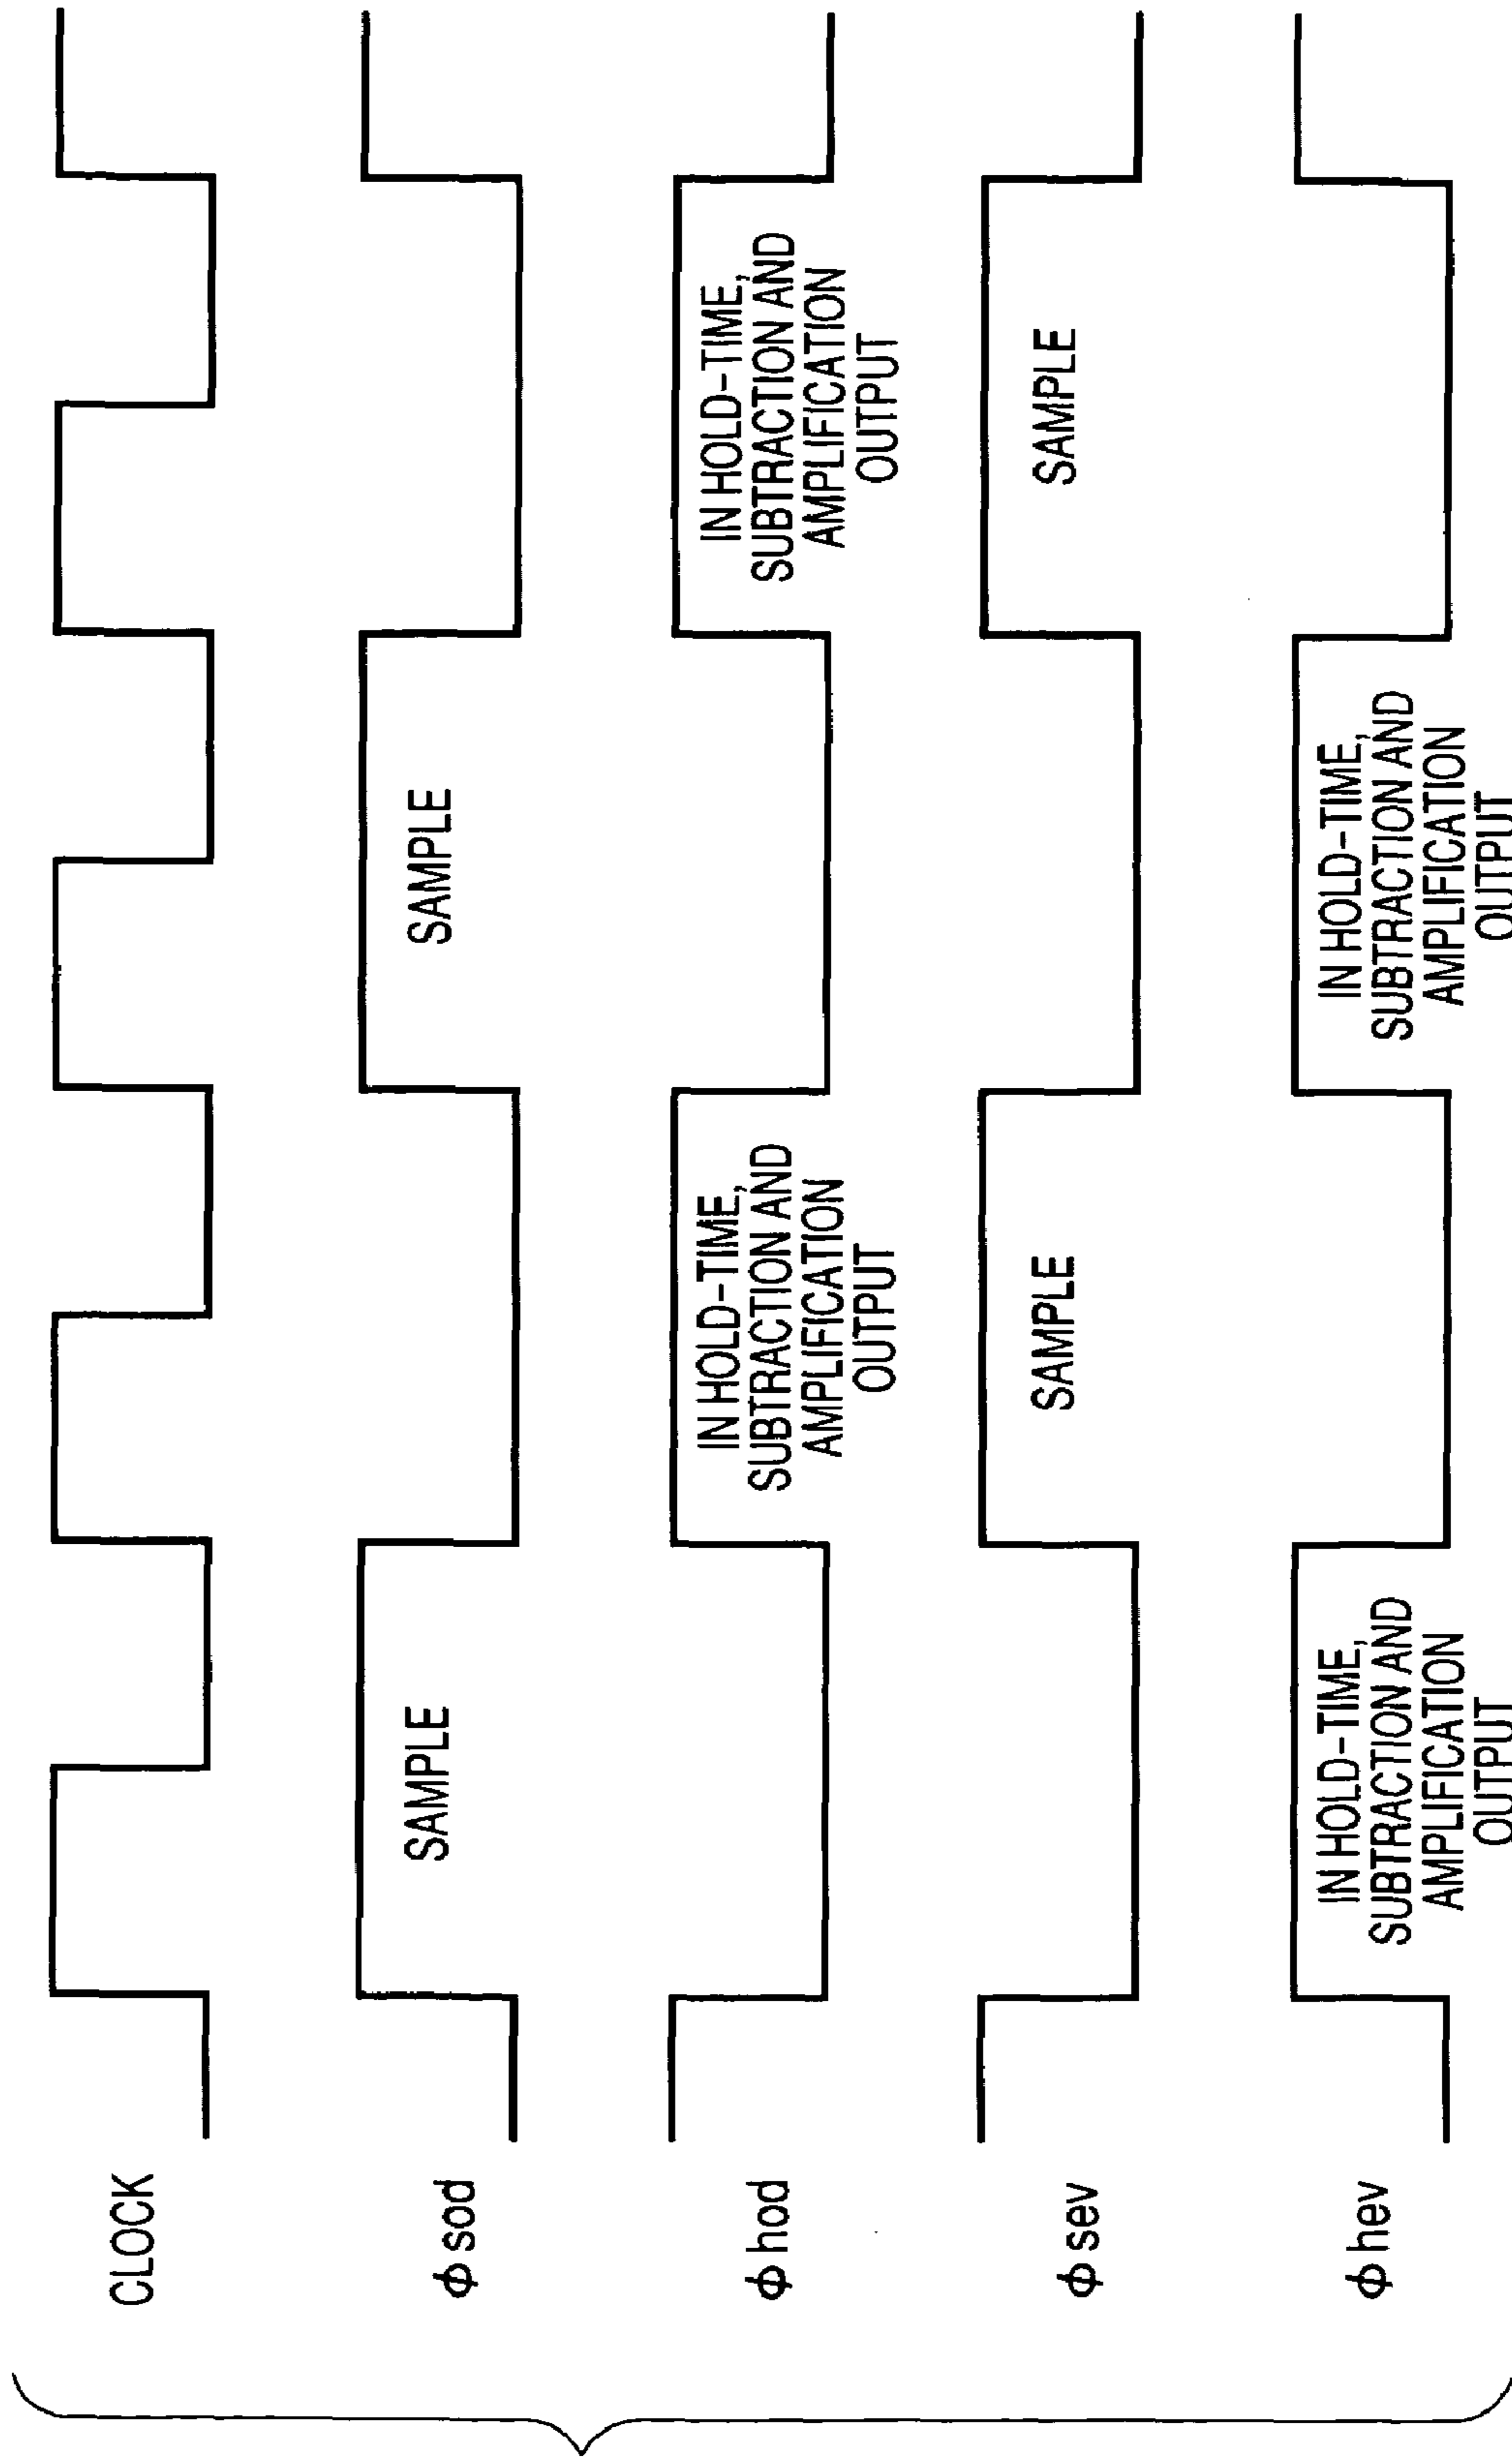 CLOCK
ϕ sod
SAMPLE
SAMPLE
ϕ hod
IN HOLD-TIME,
SUBTRACTION AND
AMPLIFICATION
OUTPUT
IN HOLD-TIME,
SUBTRACTION AND
AMPLIFICATION
OUTPUT
ϕ sev
SAMPLE
SAMPLE
ϕ hev
IN HOLD-TIME,
SUBTRACTION AND
AMPLIFICATION
OUTPUT
IN HOLD-TIME,
SUBTRACTION AND
AMPLIFICATION
OUTPUT